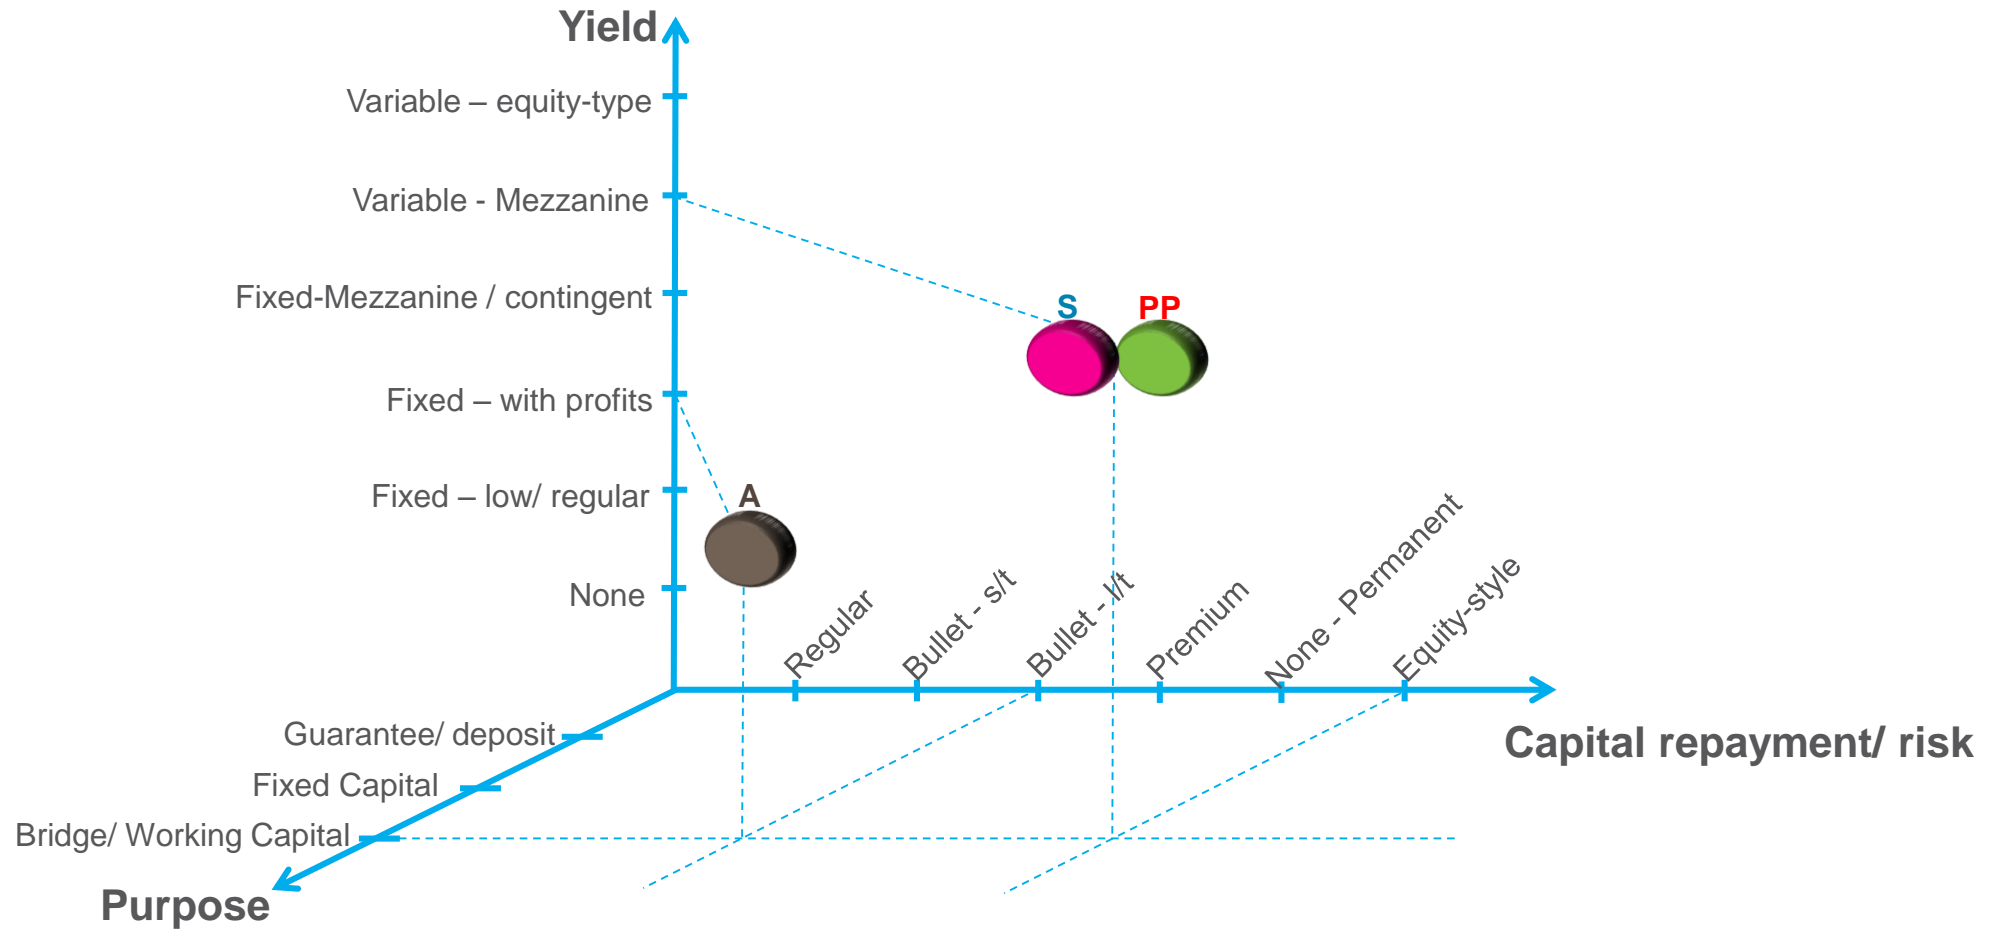 Yield
Variable – equity-type
Variable - Mezzanine
Fixed-Mezzanine / contingent
S
PP
Fixed – with profits
Fixed – low/ regular
A
None
Regular
Bullet - s/t
Bullet - l/t
Premium
None - Permanent
Equity-style
Guarantee/ deposit
Capital repayment/ risk
Fixed Capital
Bridge/ Working Capital
Purpose